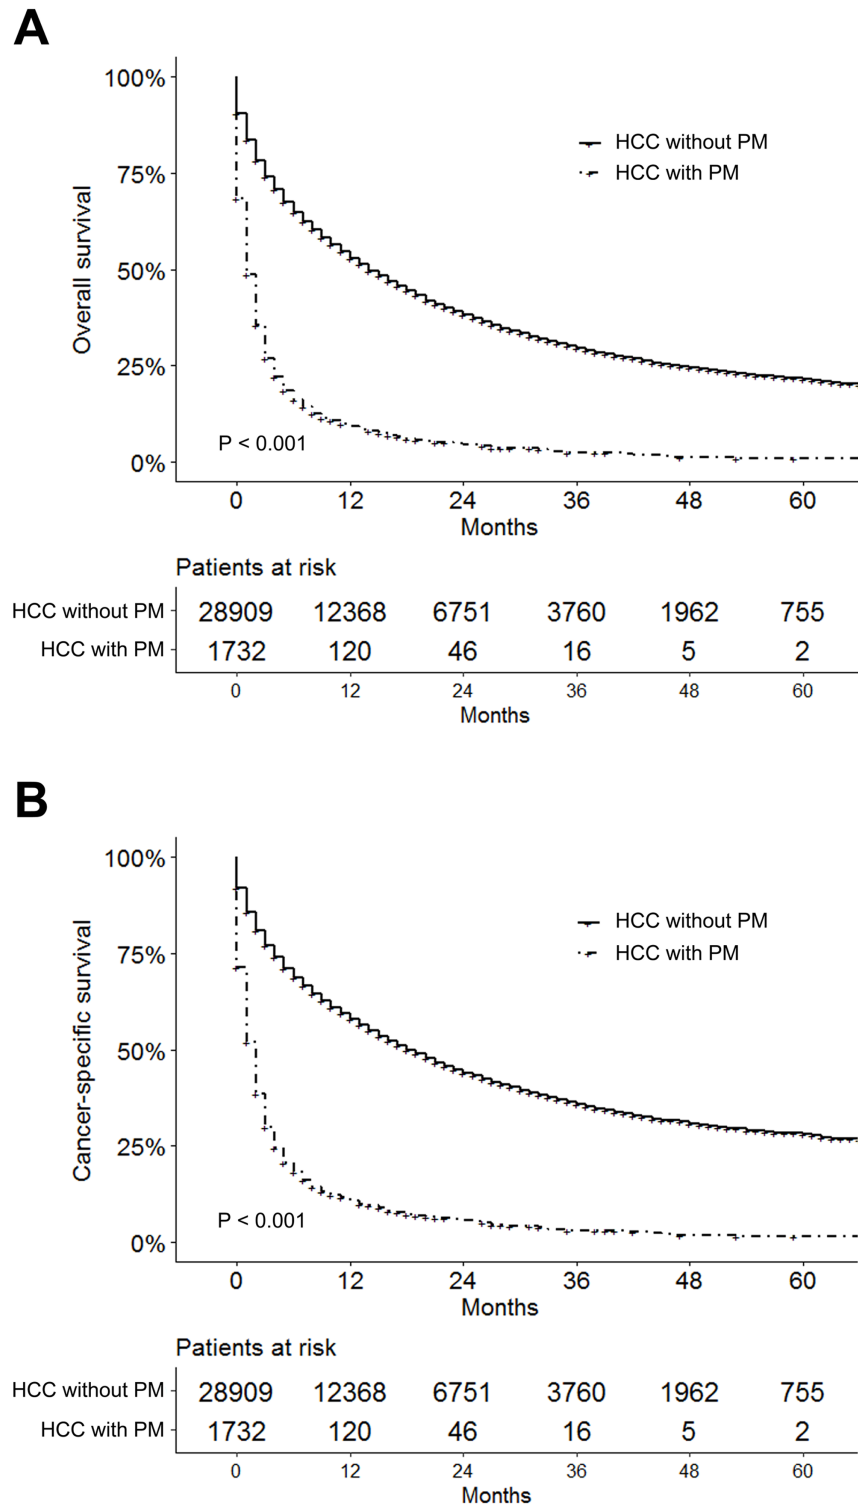 A
100%
75%
50%
25%
0%
Overall survival
HCC without PM
HCC with PM
P < 0.001
0 12 24 36 48 60
Months
Patients at risk
HCC without PM 28909 12368 6751 3760 1962 755
HCC with PM 1732 120 46 16 5 2
0 12 24 36 48 60
Months
B
100%
75%
50%
25%
0%
Cancer-specific survival
HCC without PM
HCC with PM
P < 0.001
0 12 24 36 48 60
Months
Patients at risk
HCC without PM 28909 12368 6751 3760 1962 755
HCC with PM 1732 120 46 16 5 2
0 12 24 36 48 60
Months